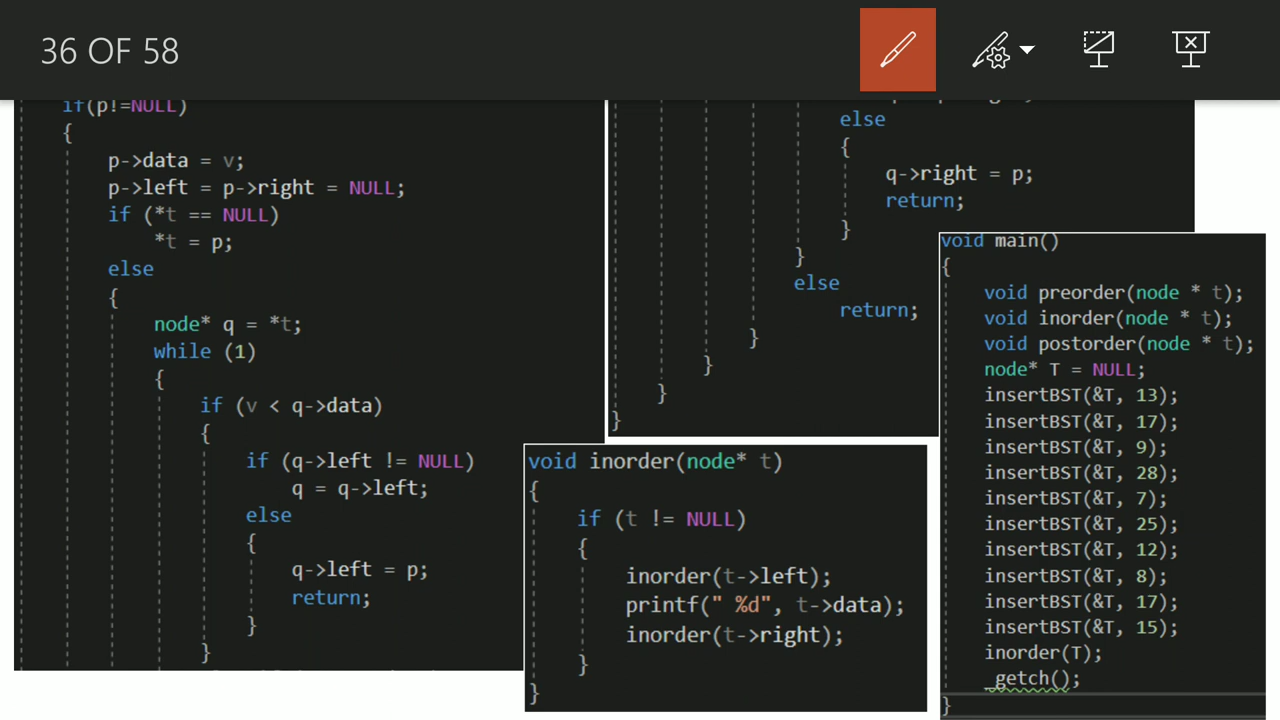 36 OF 58
if(p!=NULL)
{
p->data = v;
p->left = p->right = NULL;
if (*t == NULL)
*t = p;
else
{
node* q = *t;
while (1)
{
if (v < q->data)
{
if (q->left != NULL)
q = q->left;
else
{
q->left = p;
return;
}
}
else
{
q->right = p;
return;
}
}
else
return;
}
}
}
}
void inorder(node* t)
{
if (t != NULL)
{
inorder(t->left);
printf(" %d", t->data);
inorder(t->right);
}
}
void main()
{
void preorder(node * t);
void inorder(node * t);
void postorder(node * t);
node* T = NULL;
insertBST(&T, 13);
insertBST(&T, 17);
insertBST(&T, 9);
insertBST(&T, 28);
insertBST(&T, 7);
insertBST(&T, 25);
insertBST(&T, 12);
insertBST(&T, 8);
insertBST(&T, 17);
insertBST(&T, 15);
inorder(T);
_getch();
}